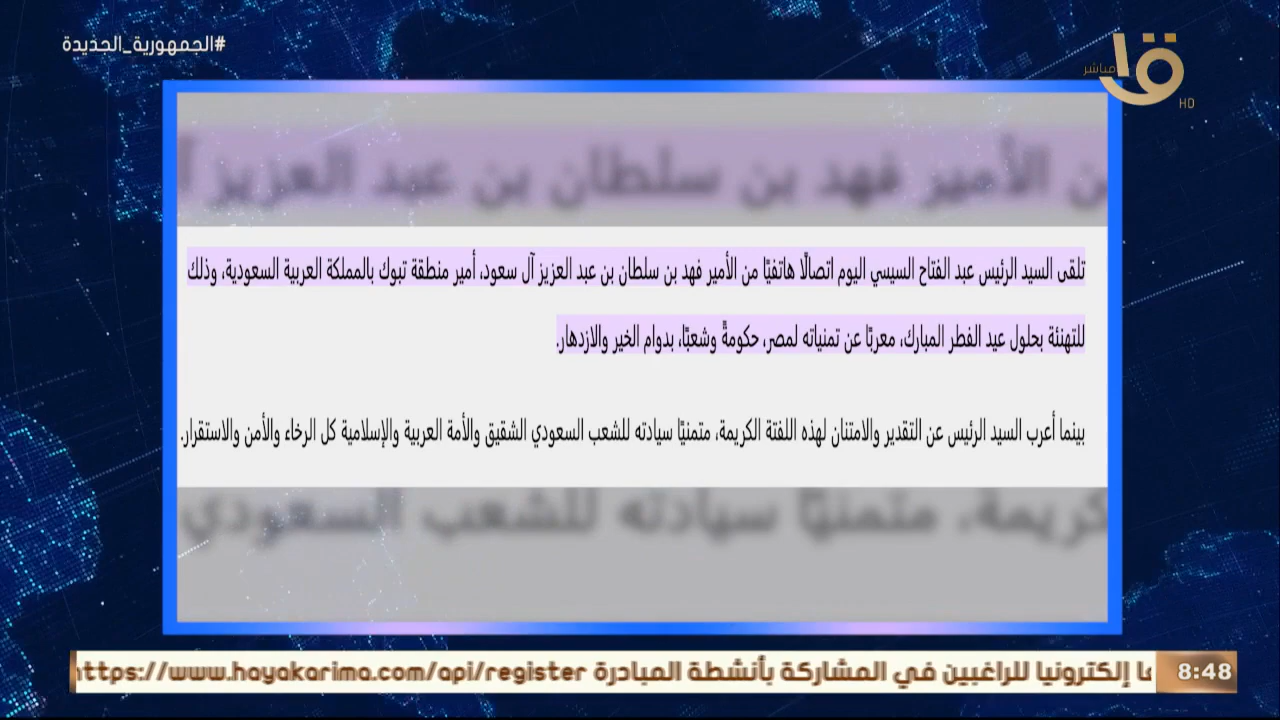 #الجمهورية_الجديدة
مباشر
HD
بن الأمير فهد بن سلطان بن عبد العزيز آ
تلقى السيد الرئيس عبد الفتاح السيسي اليوم اتصالًا هاتفيًا من الأمير فهد بن سلطان بن عبد العزيز آل سعود، أمير منطقة تبوك بالمملكة العربية السعودية، وذلك
للتهنئة بحلول عيد الفطر المبارك، معربًا عن تمنياته لمصر، حكومةً وشعبًا، بدوام الخير والازدهار.
بينما أعرب السيد الرئيس عن التقدير والامتنان لهذه اللفتة الكريمة، متمنيًا سيادته للشعب السعودي الشقيق والأمة العربية والإسلامية كل الرخاء والأمن والاستقرار.
كريمة، متمنيًا سيادته للشعب السعودي
إلكترونيا للراغبين في المشاركة بأنشطة المبادرة https://www.hayakarima.com/api/register
8:48